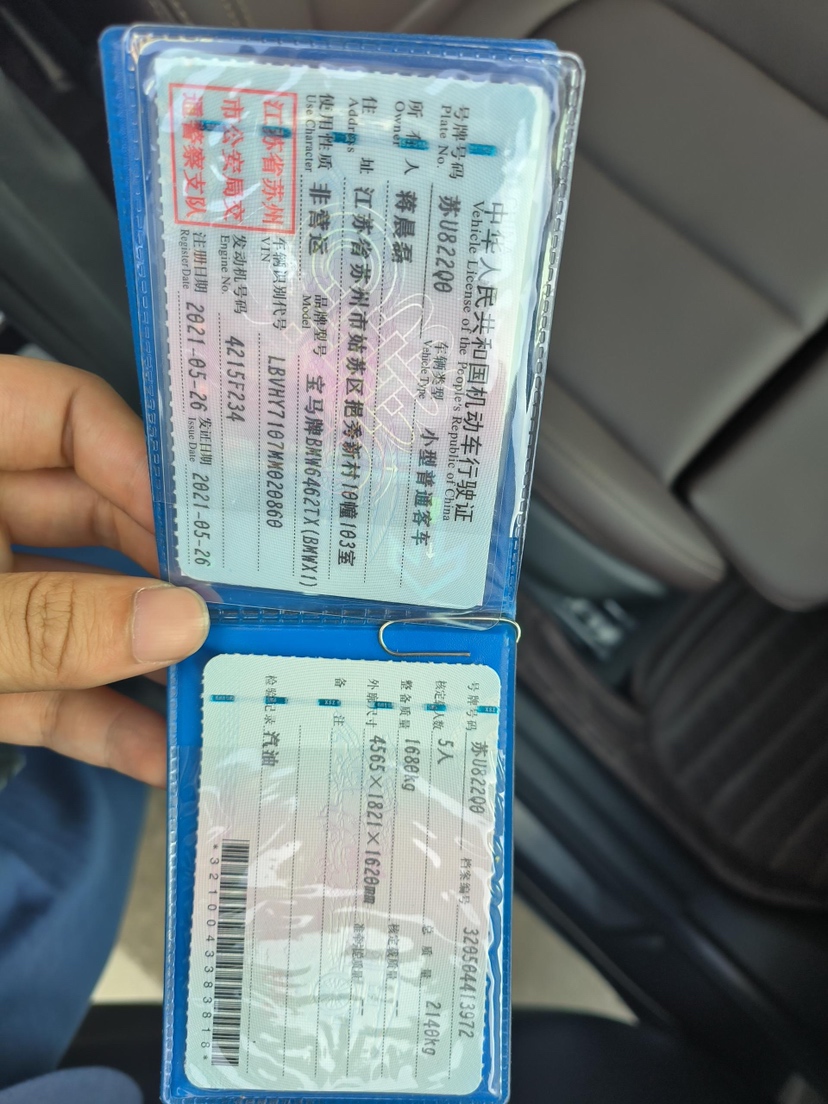 中华人民共和国机动车行驶证
Vehicle License of the People's Republic of China
号牌号码 苏U822Q0 车辆类型 小型普通客车
Plate No. Vehicle Type
所有人 蒋晨磊
Owner
住址 江苏省苏州市姑苏区挹秀新村10幢103室
Address
使用性质 非营运 品牌型号 宝马牌BMW6462TX(BMWX1)
Use Character Model
江苏省苏州
市公安局交
通警察支队
车辆识别代号 LBVHY7107MM020860
VIN
发动机号码 4215F234
Engine No.
注册日期 2021-05-26 发证日期 2021-05-26
Register Date Issue Date
号牌号码 苏U822Q0 档案编号 320504413972
核定载人数 5人 总质量 2140kg
整备质量 1680kg 核定载质量 --
外廓尺寸 4565×1821×1620mm 准牵引总质量 --
备注
检验记录 汽油
*3210043383818*